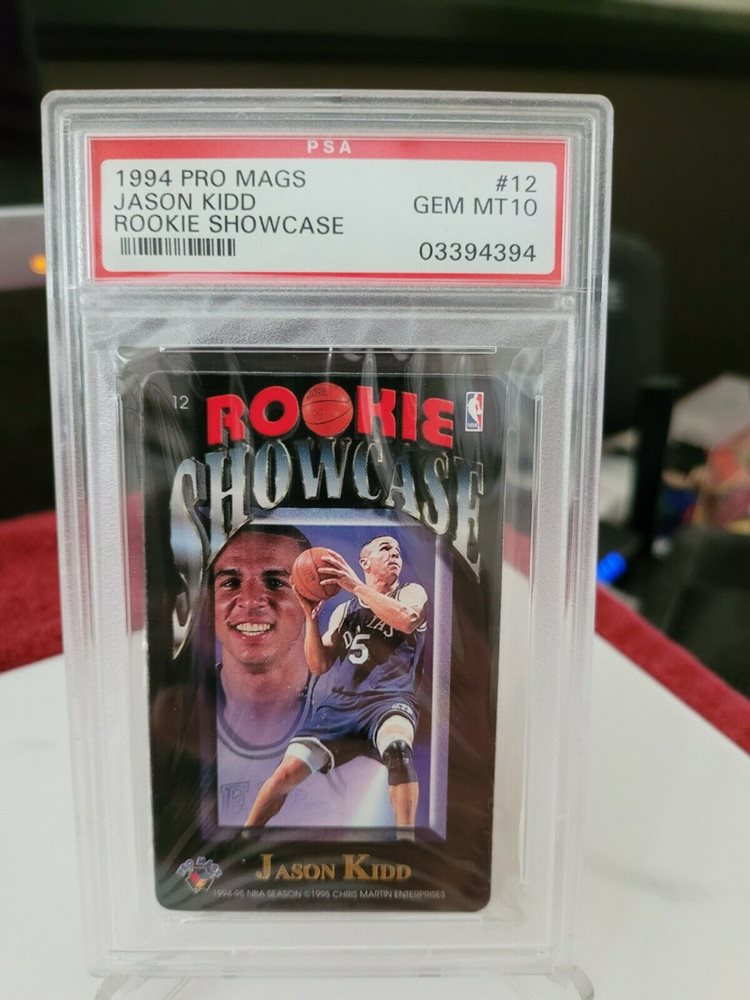 PSA
1994 PRO MAGS #12
JASON KIDD GEM MT10
ROOKIE SHOWCASE
03394394
12
ROOKIE
SHOWCASE
DALLAS
5
JASON KIDD
1994-95 NBA SEASON ©1995 CHRIS MARTIN ENTERPRISES